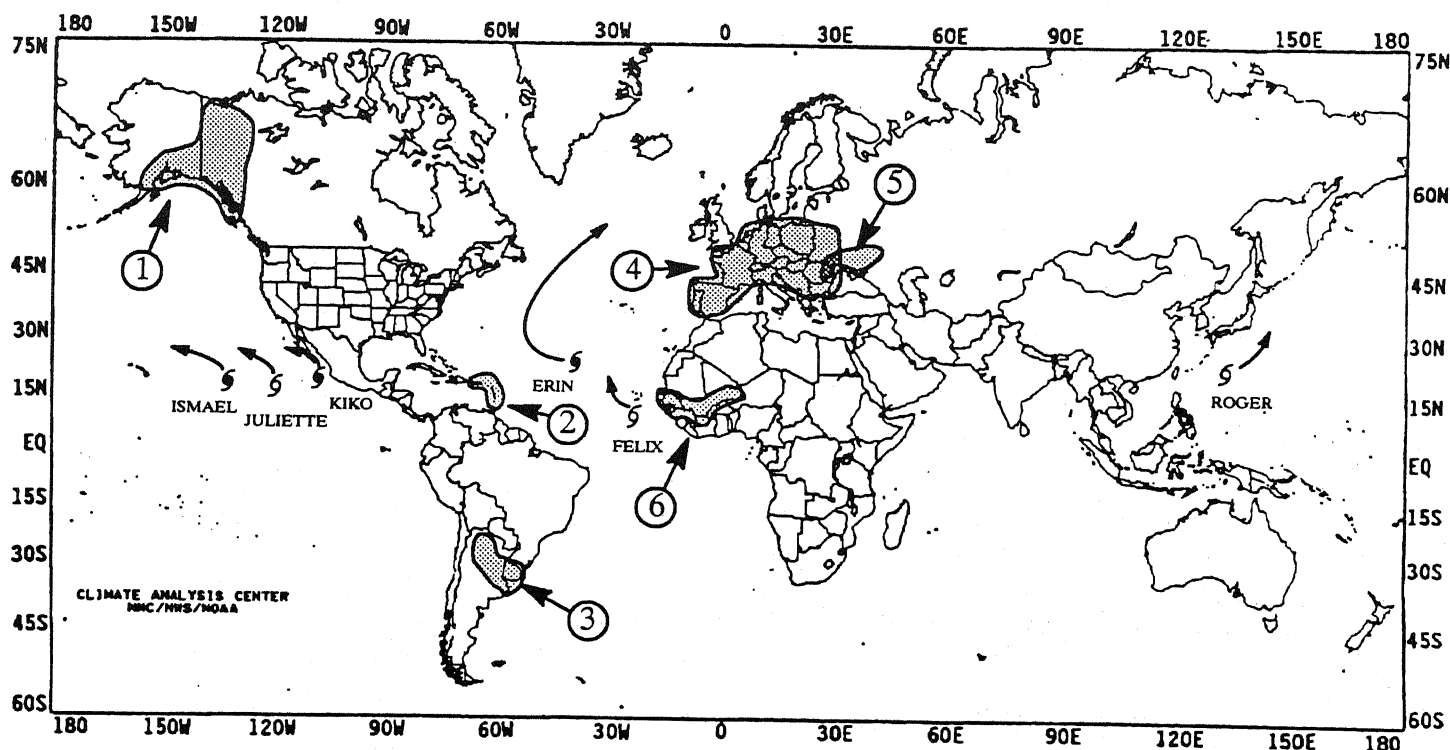 180 150W 120W 90W 60W 30W 0 30E 60E 90E 120E 150E 180
75N 75N
60N 60N
5
1 4
45N 45N
30N 30N
ERIN
15N ISMAEL JULIETTE KIKO 2 FELIX ROGER 15N
EQ EQ
6
15S 15S
30S 30S
CLIMATE ANALYSIS CENTER
NMC/NWS/NOAA
3
45S 45S
60S 60S
180 150W 120W 90W 60W 30W 0 30E 60E 90E 120E 150E 180